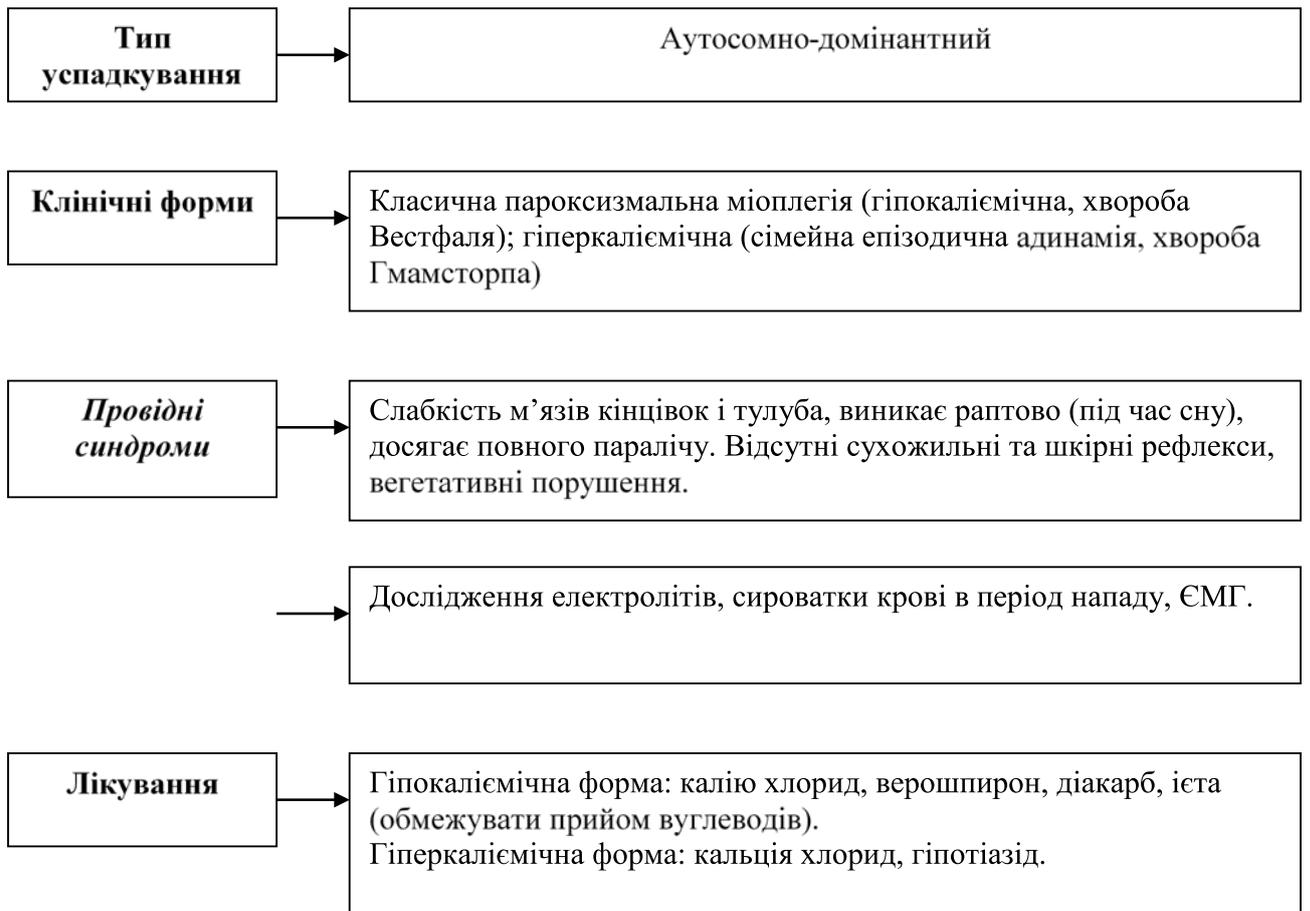 Тип
успадкування
Аутосомно-домінантний
Клінічні форми
Класична пароксизмальна міоплегія (гіпокаліємічна, хвороба
Вестфаля); гіперкаліємічна (сімейна епізодична адинамія, хвороба
Гмамсторпа)
Провідні
синдроми
Слабкість м’язів кінцівок і тулуба, виникає раптово (під час сну),
досягає повного паралічу. Відсутні сухожильні та шкірні рефлекси,
вегетативні порушення.
Дослідження електролітів, сироватки крові в період нападу, ЄМГ.
Лікування
Гіпокаліємічна форма: калію хлорид, верошпирон, діакарб, ієта
(обмежувати прийом вуглеводів).
Гіперкаліємічна форма: кальція хлорид, гіпотіазід.